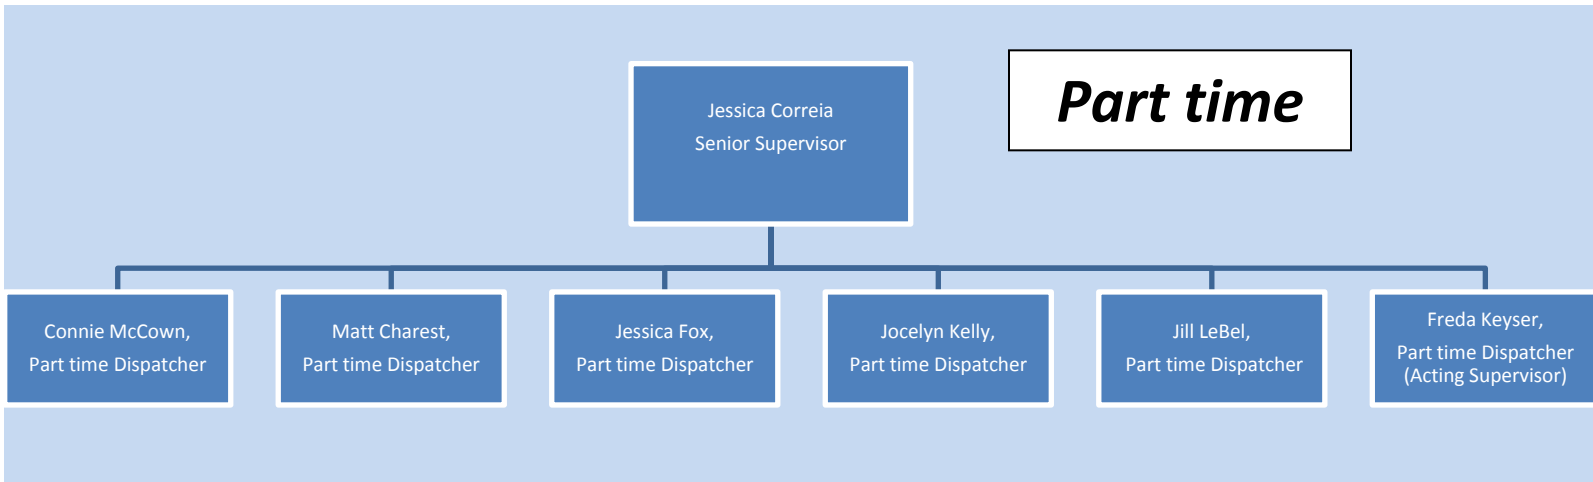 Part time
Jessica Correia
Senior Supervisor
Connie McCown,
Part time Dispatcher
Matt Charest,
Part time Dispatcher
Jessica Fox,
Part time Dispatcher
Jocelyn Kelly,
Part time Dispatcher
Jill LeBel,
Part time Dispatcher
Freda Keyser,
Part time Dispatcher
(Acting Supervisor)